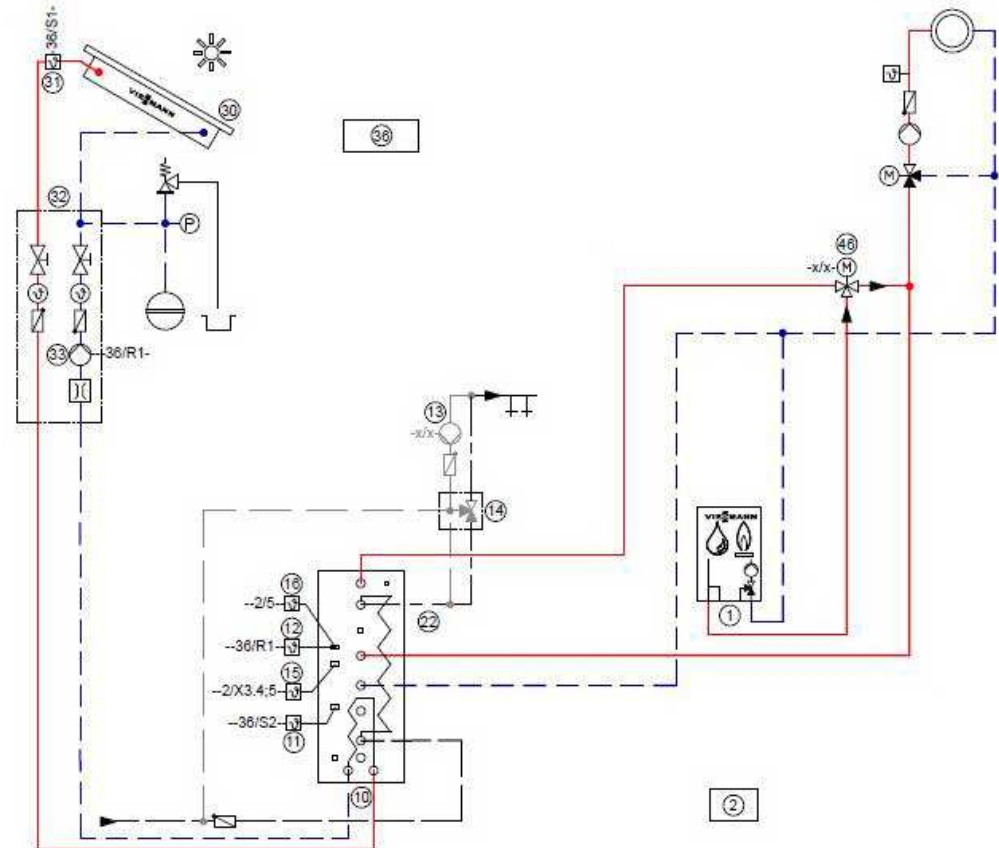 -36/S1-
31
VIESMANN
30
36
32
P
M
46
-x/x-
M
33
--36/R1-
13
-x/x-
14
VIESMANN
16
--2/5--
22
1
12
--36/R1--
15
--2/X3.4;5--
--36/S2--
11
10
2